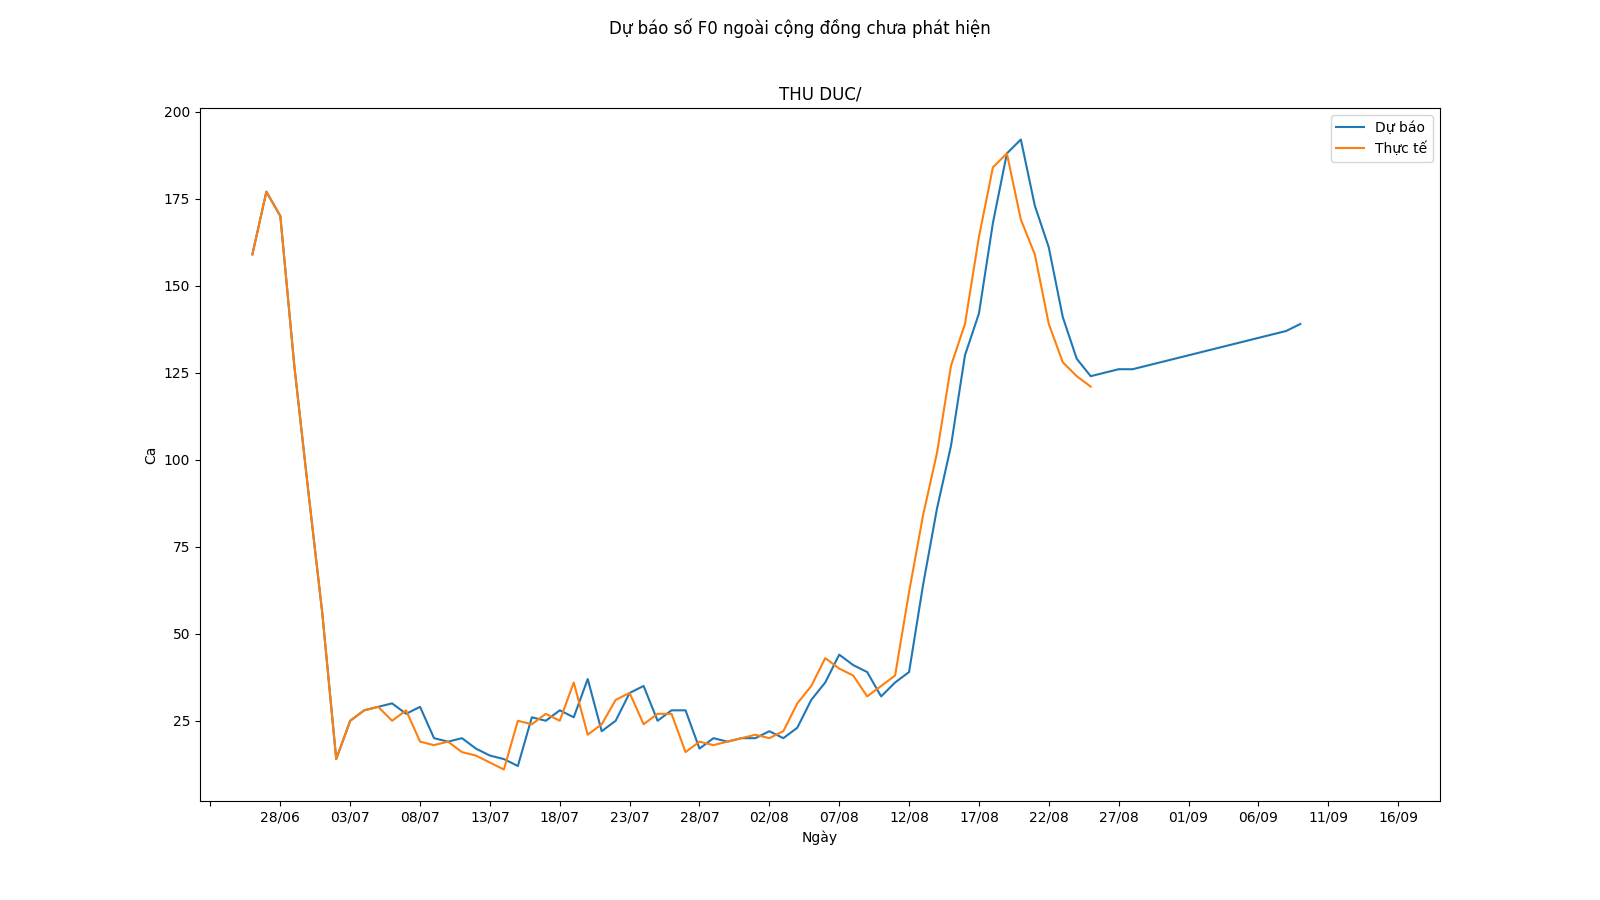 Dự báo số F0 ngoài cộng đồng chưa phát hiện
THU DUC/
Dự báo
Thực tế
200
175
150
125
100
75
50
25
Ca
28/06 03/07 08/07 13/07 18/07 23/07 28/07 02/08 07/08 12/08 17/08 22/08 27/08 01/09 06/09 11/09 16/09
Ngày